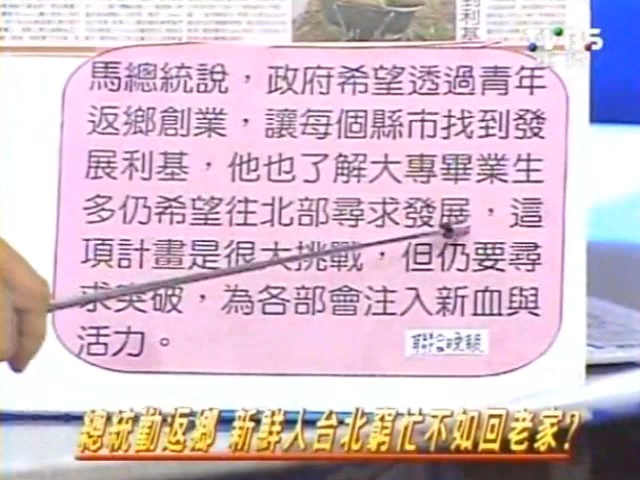 到利基
TVBS
馬總統說，政府希望透過青年
返鄉創業，讓每個縣市找到發
展利基，他也了解大專畢業生
多仍希望往北部尋求發展，這
項計畫是很大挑戰，但仍要尋
求突破，為各部會注入新血與
活力。
聯合晚報
總統勸返鄉 新鮮人台北窮忙不如回老家?